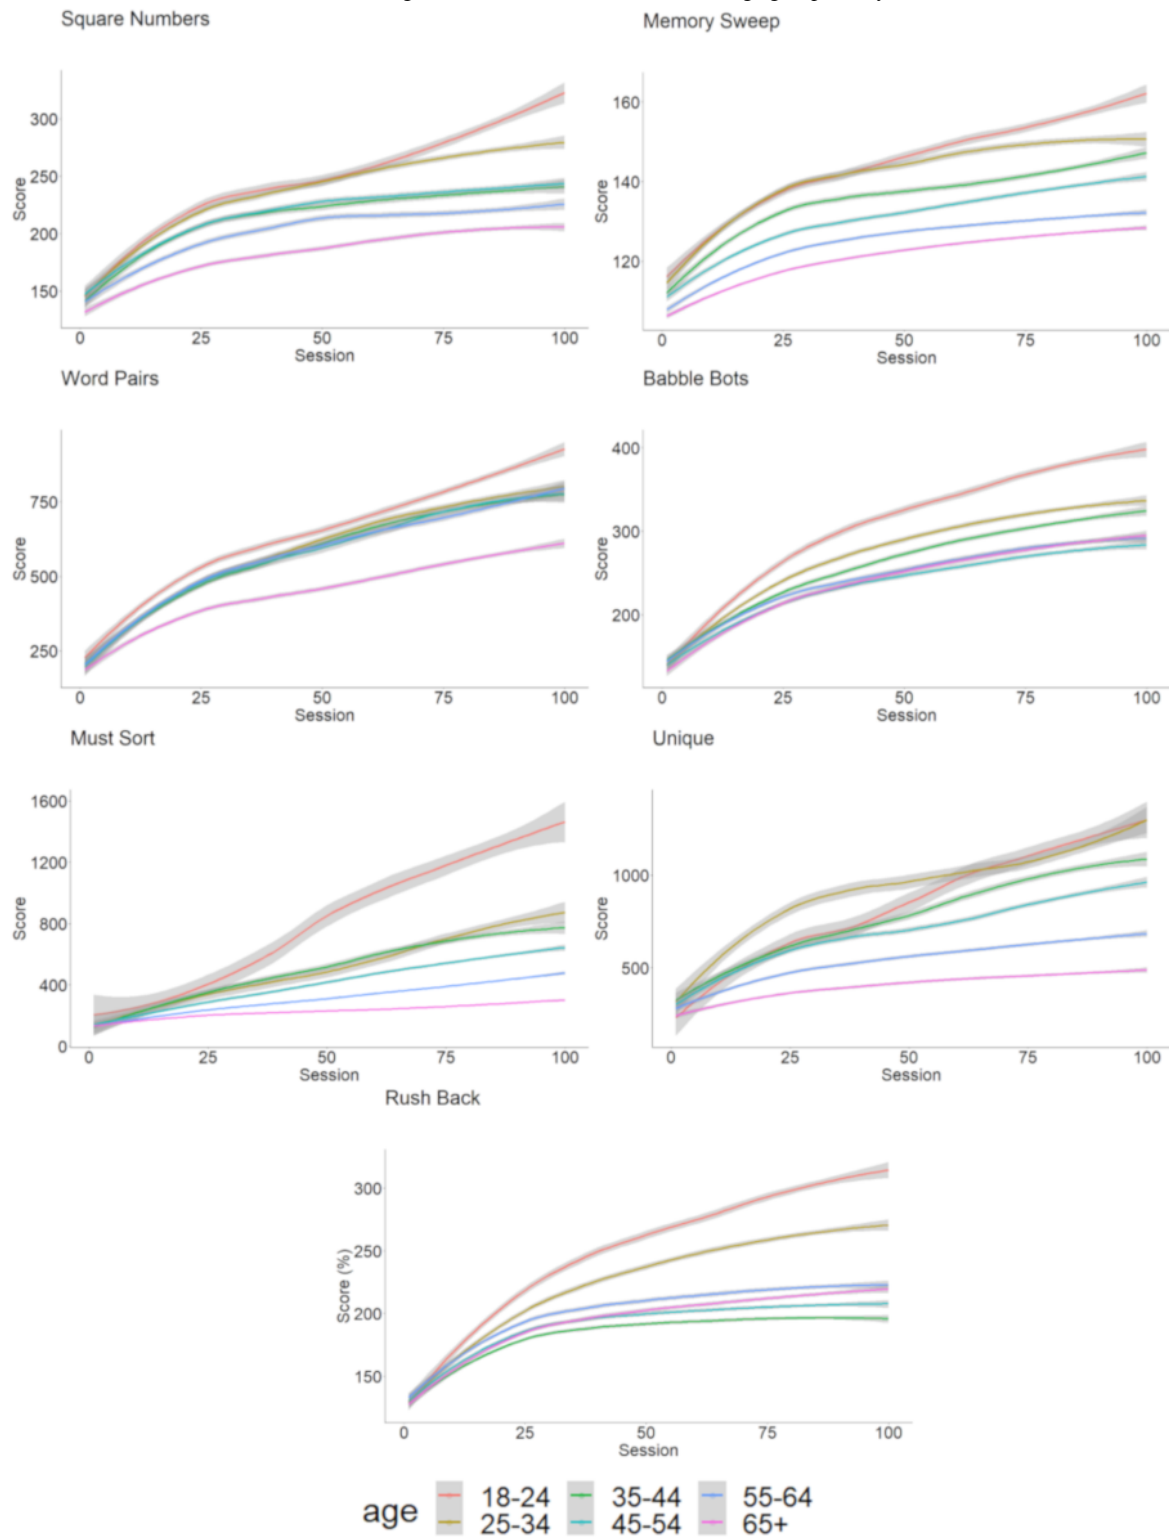 Square Numbers
Memory Sweep
300
250
200
150
Score
0 25 50 75 100
Session
160
140
120
Score
0 25 50 75 100
Session
Word Pairs
Babble Bots
750
500
250
Score
0 25 50 75 100
Session
400
300
200
Score
0 25 50 75 100
Session
Must Sort
Unique
1600
1200
800
400
0
Score
0 25 50 75 100
Session
1000
500
Score
0 25 50 75 100
Session
Rush Back
300
250
200
150
Score (%)
0 25 50 75 100
Session
age
18-24 35-44 55-64
25-34 45-54 65+